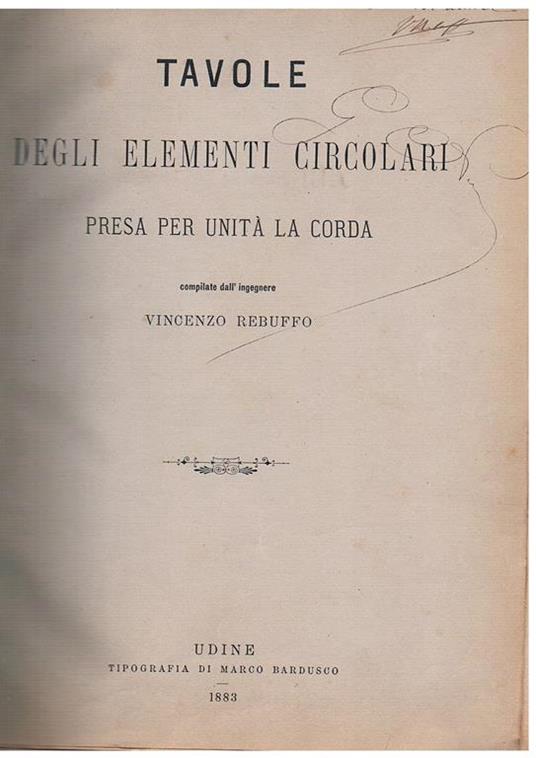 TAVOLE
DEGLI ELEMENTI CIRCOLARI
PRESA PER UNITÀ LA CORDA
compilate dall' ingegnere
VINCENZO REBUFFO
UDINE
TIPOGRAFIA DI MARCO BARDUSCO
1883